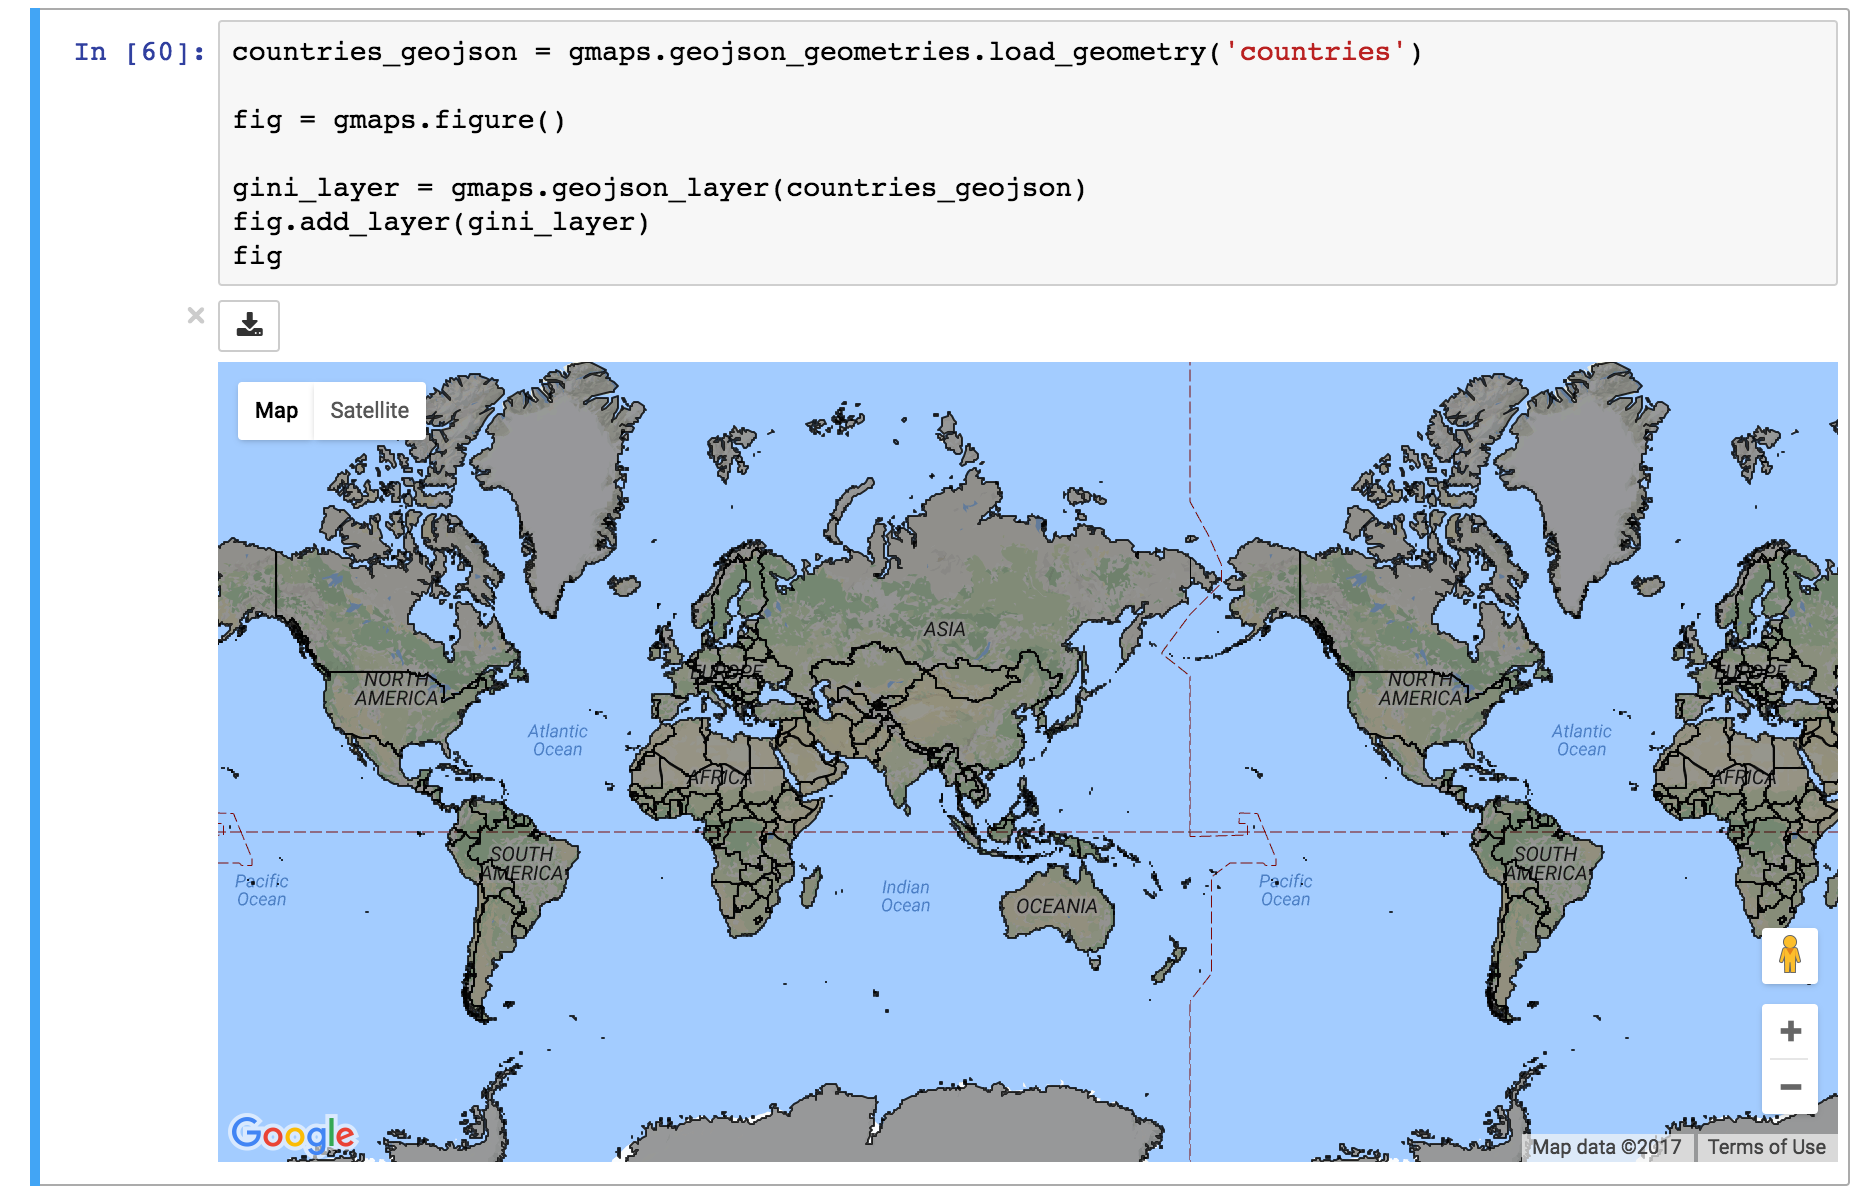 In [60]:
countries_geojson = gmaps.geojson_geometries.load_geometry('countries')
fig = gmaps.figure()
gini_layer = gmaps.geojson_layer(countries_geojson)
fig.add_layer(gini_layer)
fig
Map Satellite
ASIA
EUROPE
EUROPE
NORTH
AMERICA
NORTH
AMERICA
Atlantic
Ocean
Atlantic
Ocean
AFRICA
AFRICA
SOUTH
AMERICA
SOUTH
AMERICA
Pacific
Ocean
Indian
Ocean
OCEANIA
Pacific
Ocean
Google
Map data ©2017 Terms of Use